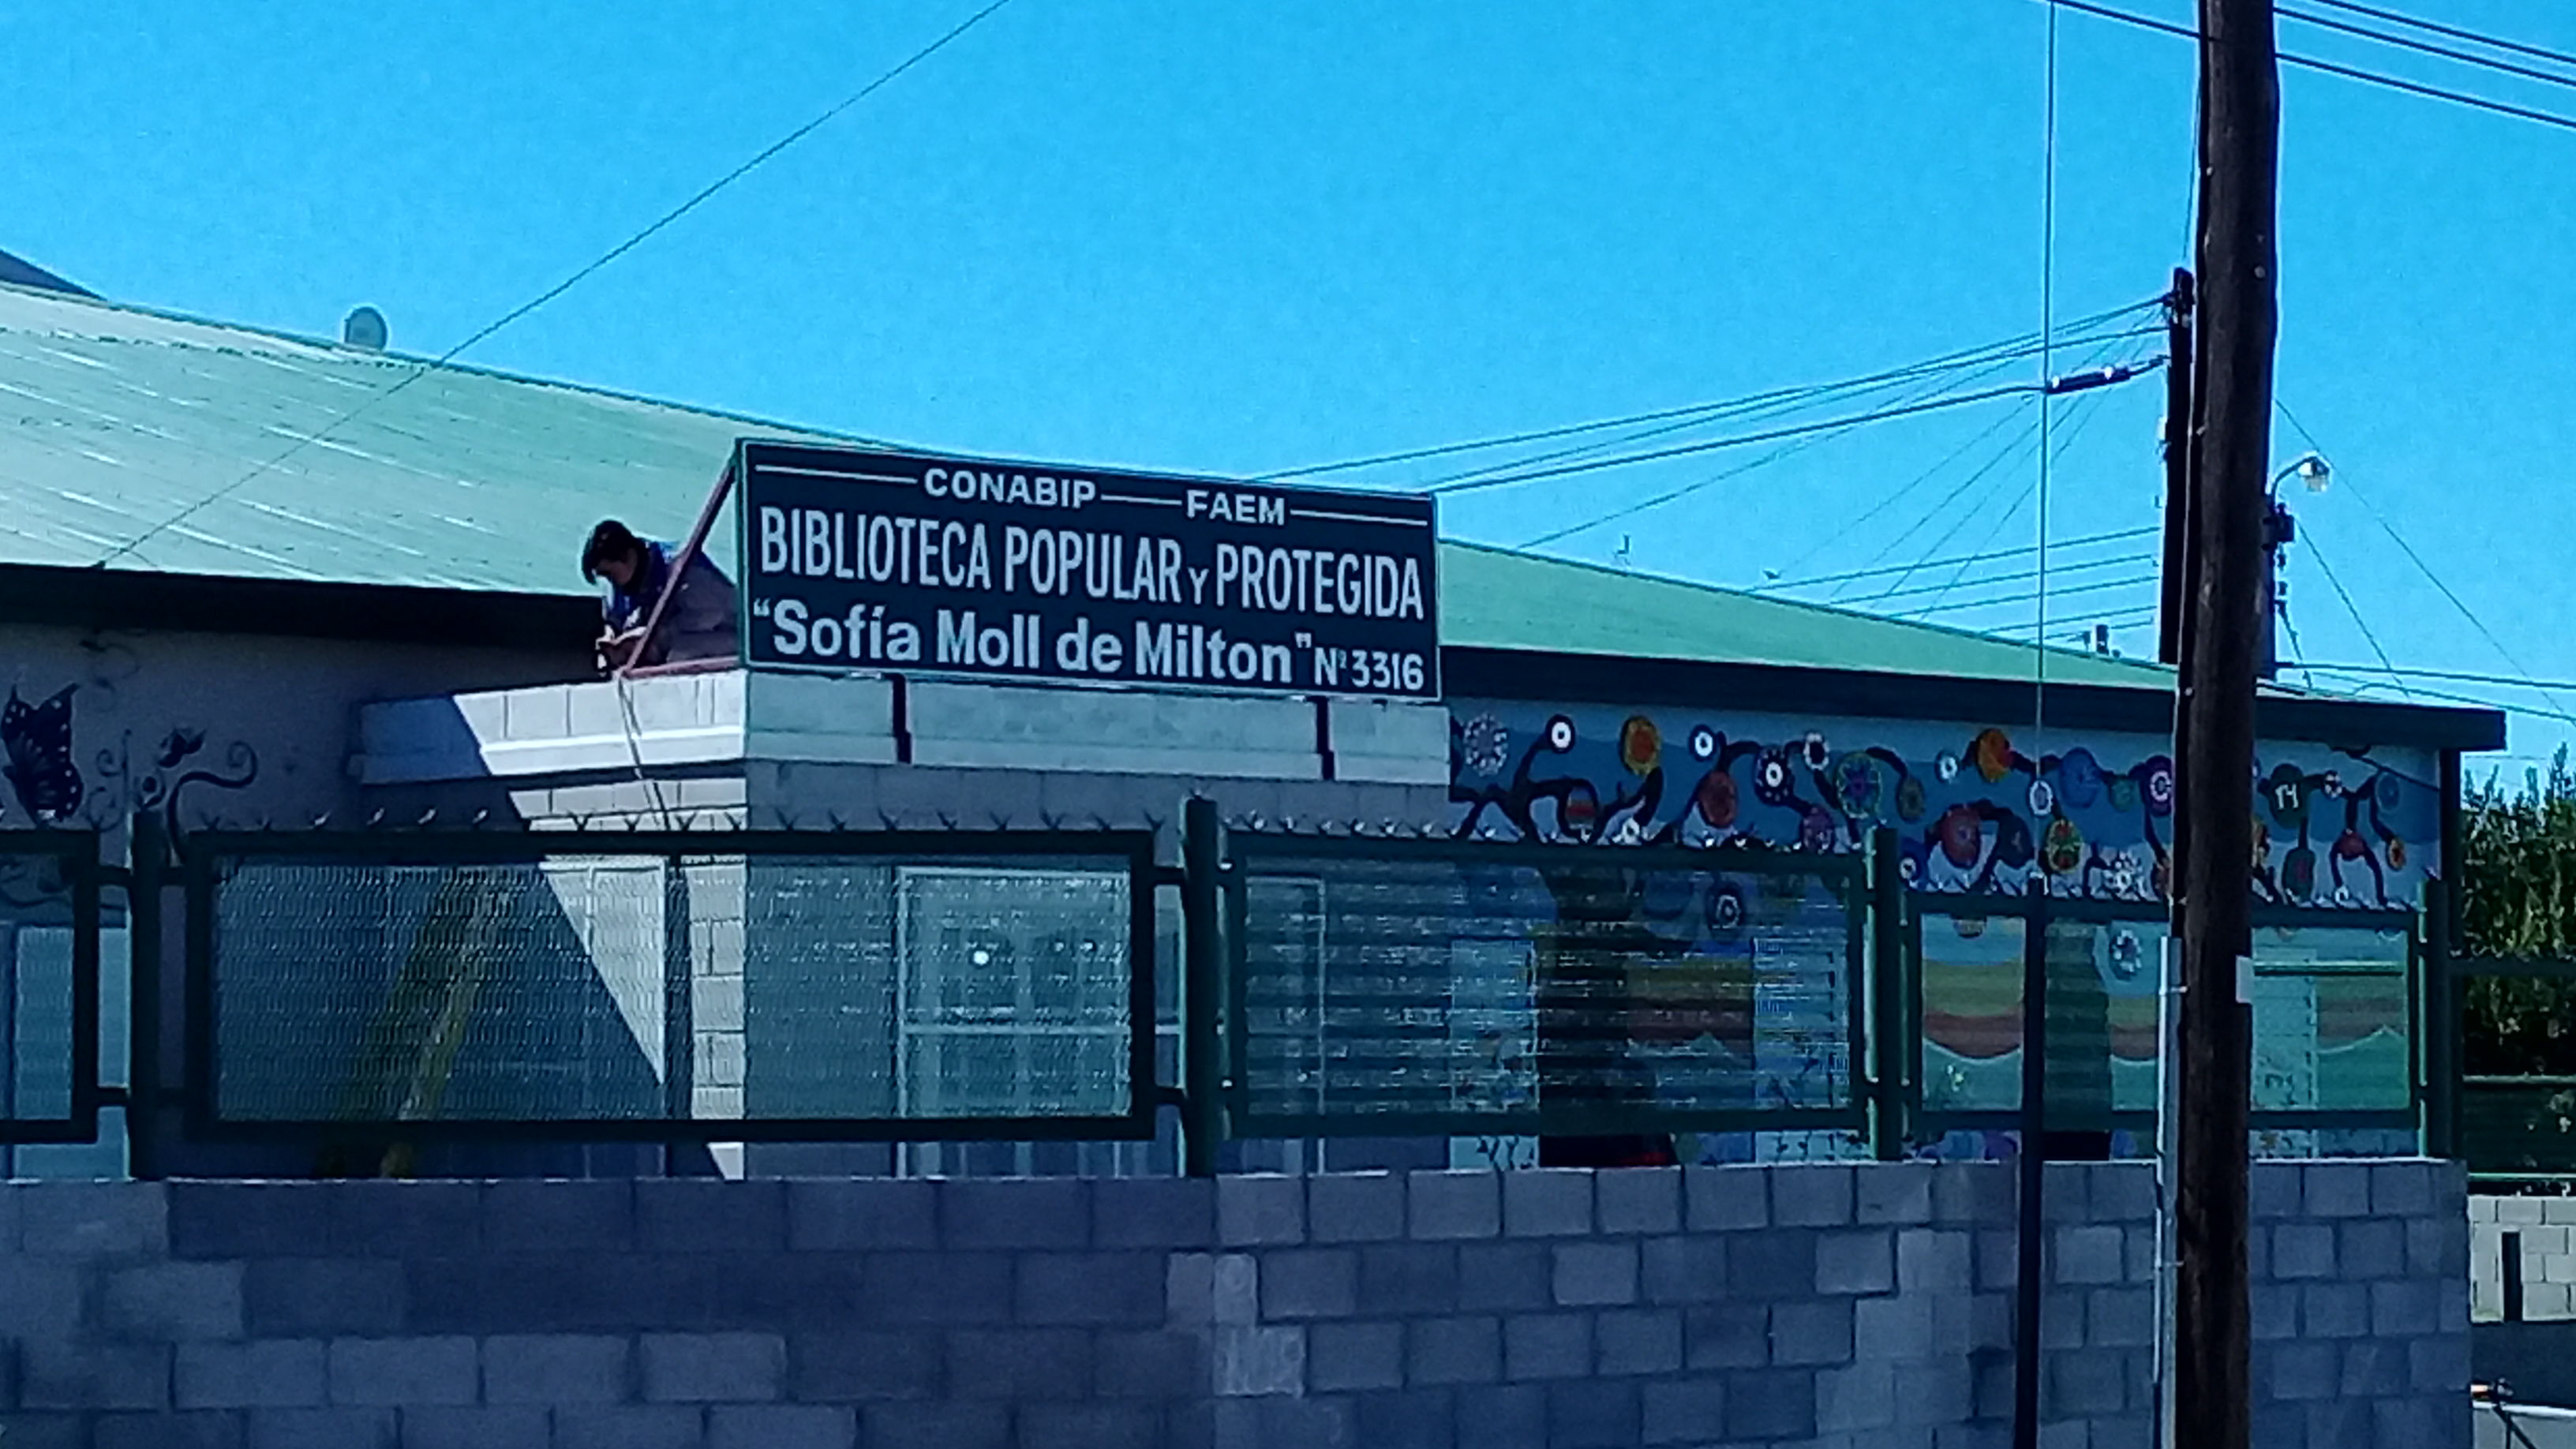 CONABIP FAEM
BIBLIOTECA POPULAR Y PROTEGIDA
"Sofía Moll de Milton" Nº 3316